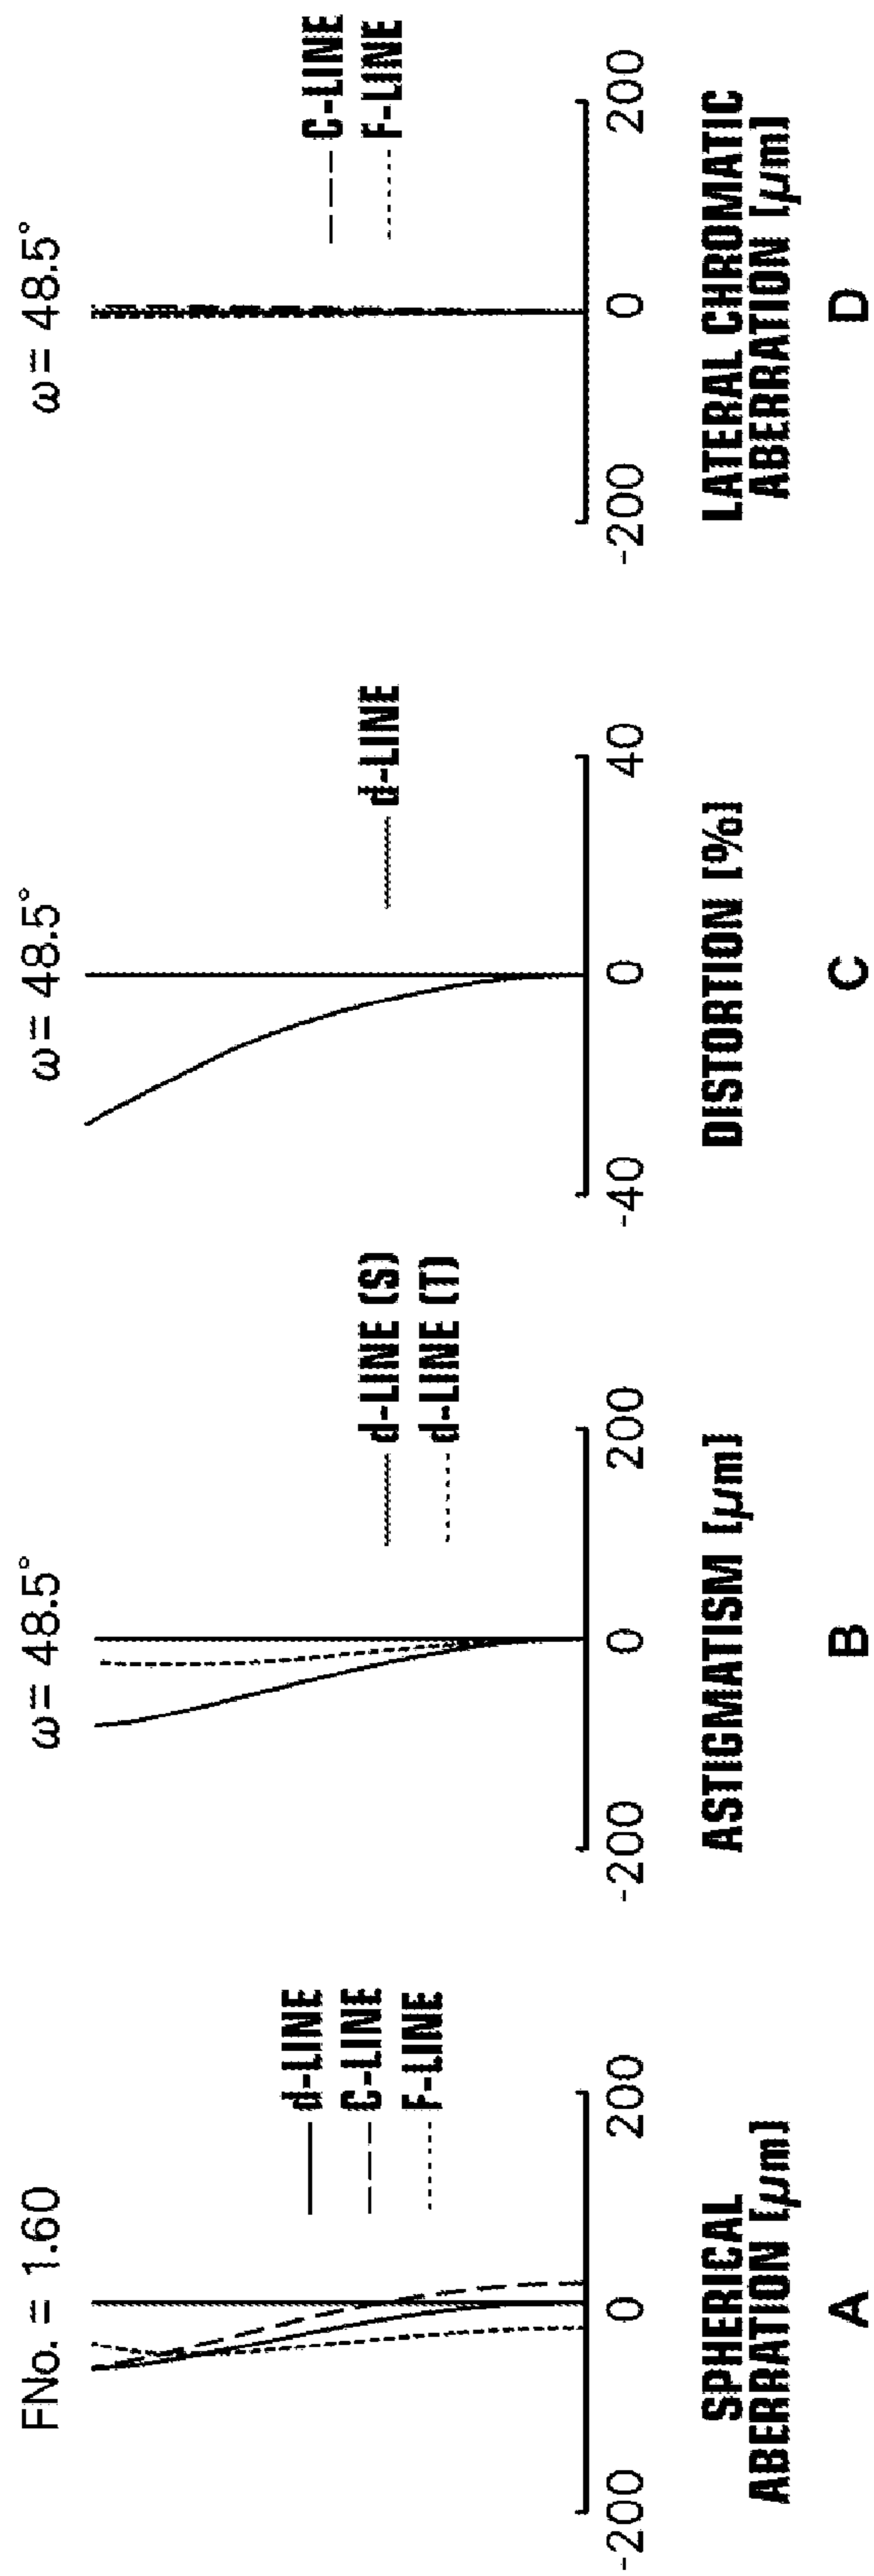 FNo. = 1.60
d-LINE
C-LINE
F-LINE
-200
0
200
SPHERICAL
ABERRATION [μm]
A
ω= 48.5°
d-LINE (S)
d-LINE (T)
-200
0
200
ASTIGMATISM [μm]
B
ω= 48.5°
d-LINE
-40
0
40
DISTORTION [%]
C
ω= 48.5°
C-LINE
F-LINE
-200
0
200
LATERAL CHROMATIC
ABERRATION [μm]
D